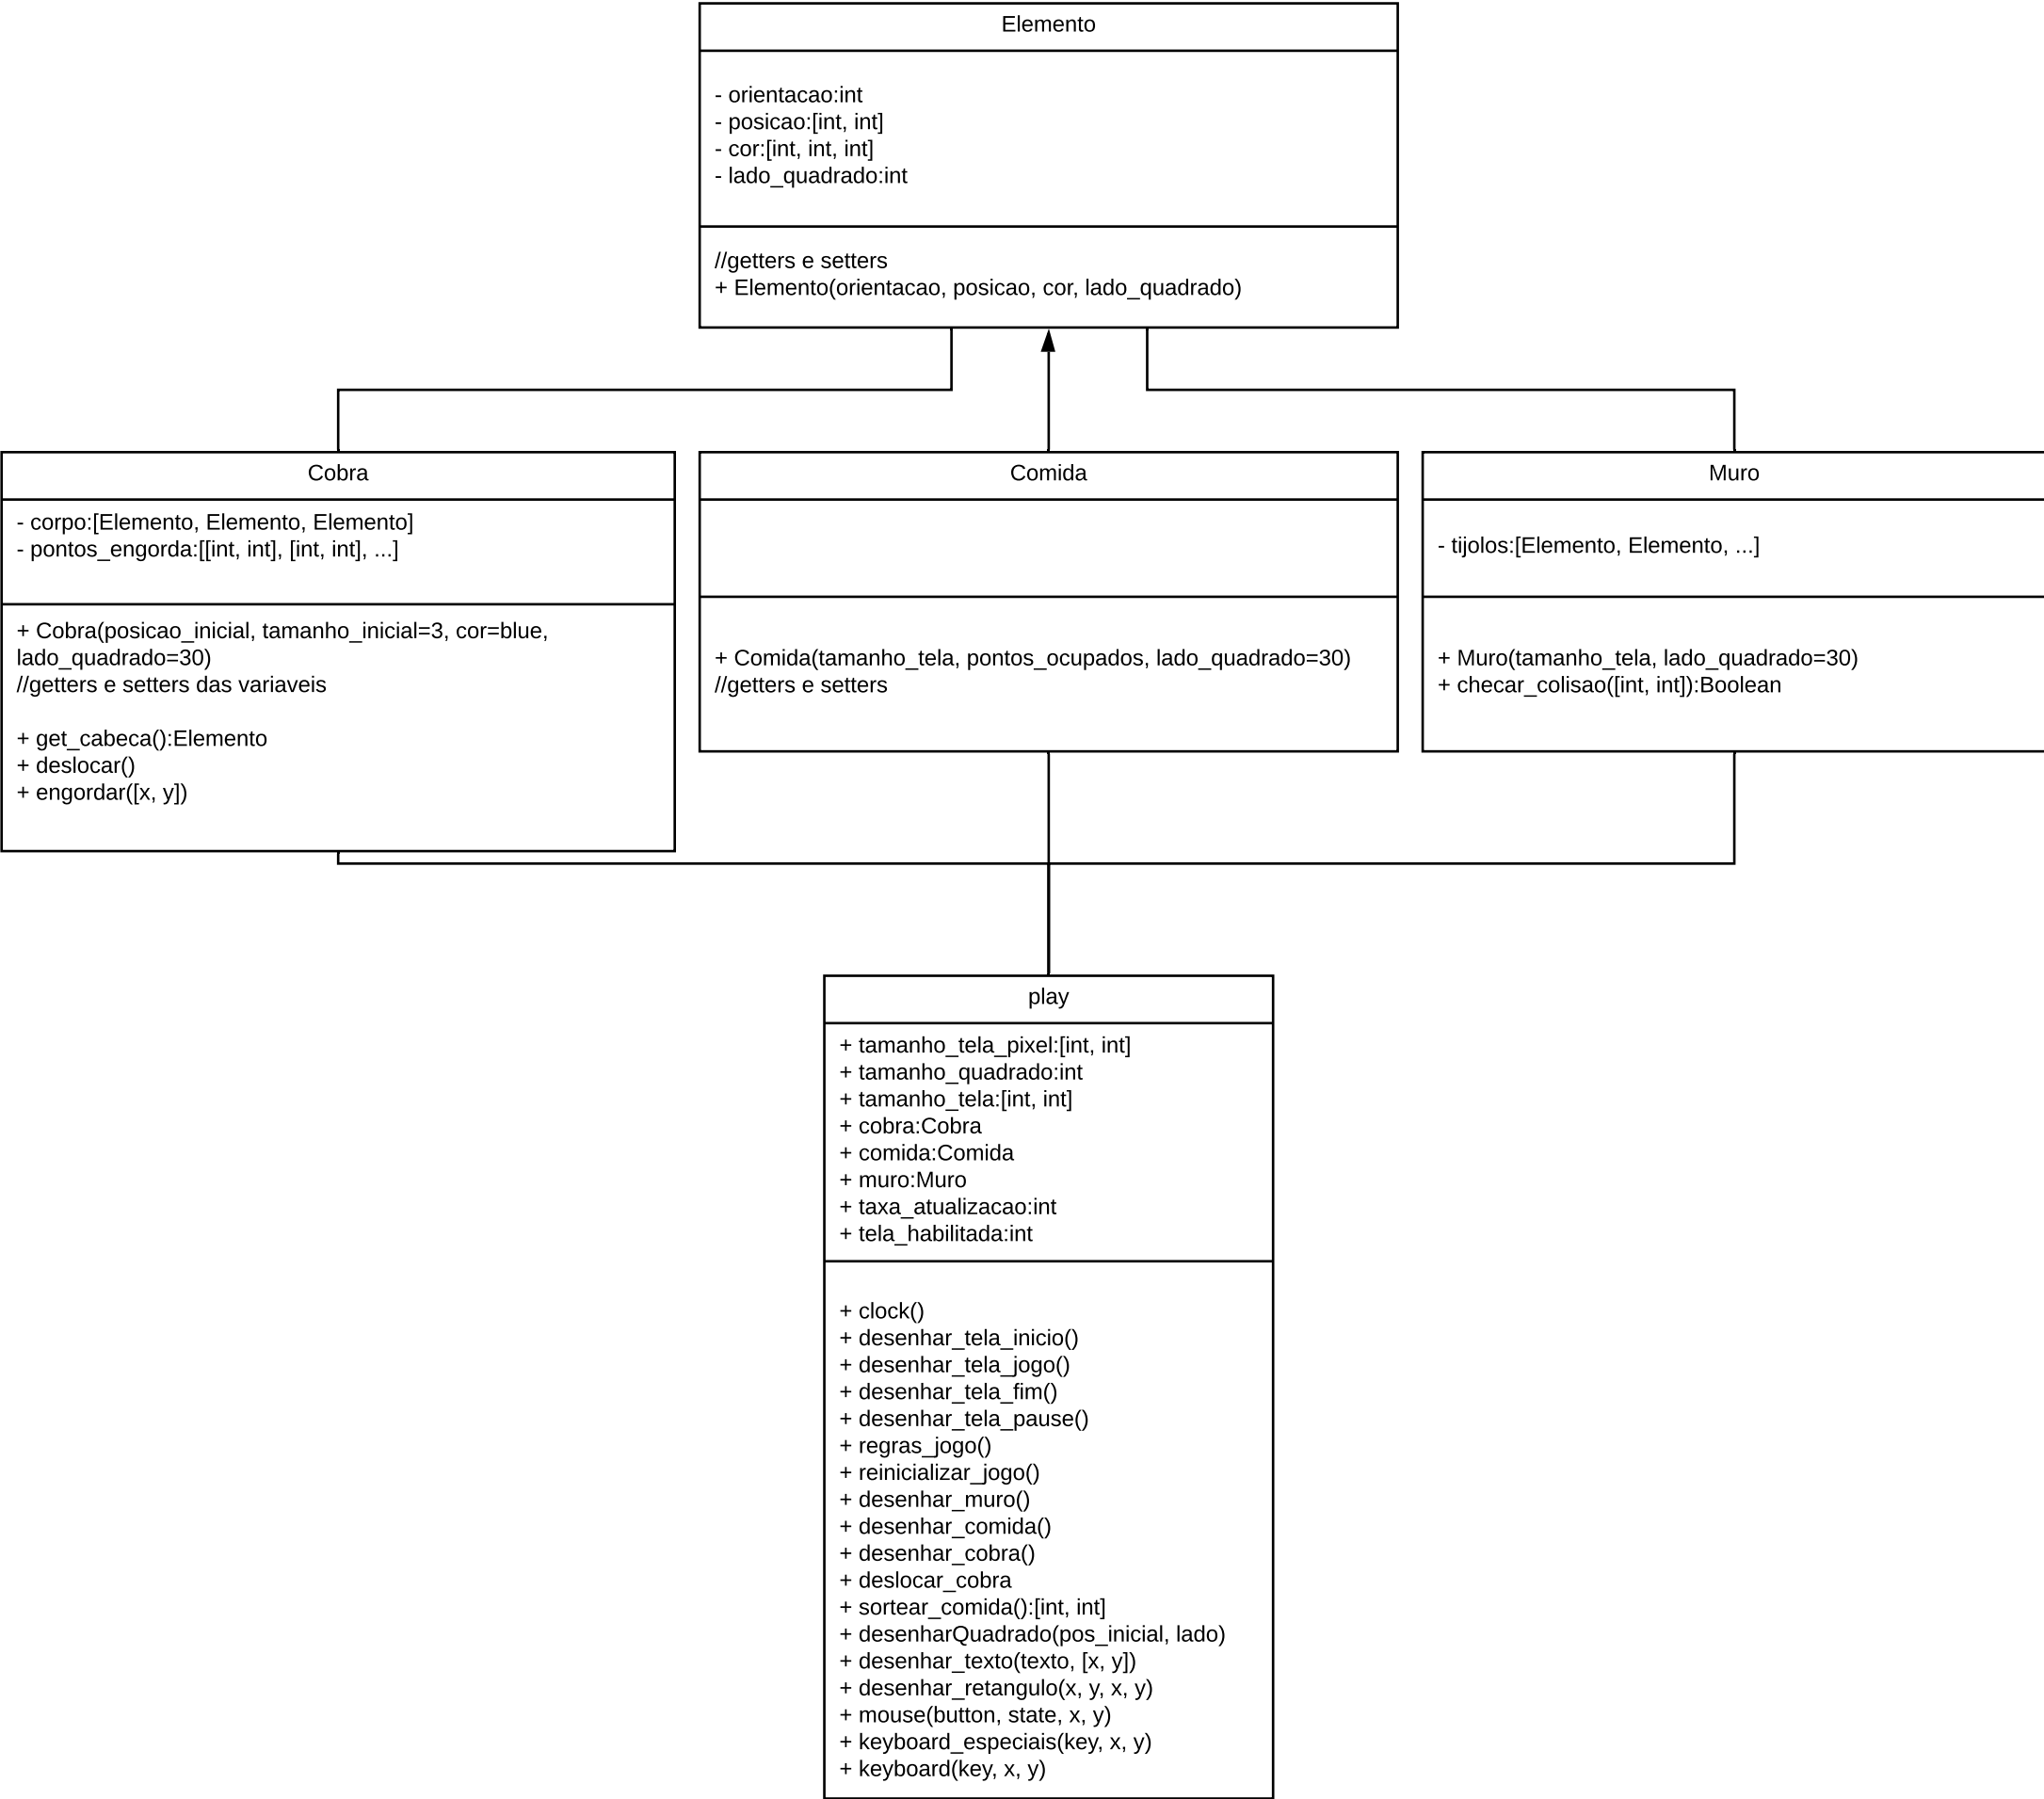 Elemento
- orientacao:int
- posicao:[int, int]
- cor:[int, int, int]
- lado_quadrado:int
//getters e setters
+ Elemento(orientacao, posicao, cor, lado_quadrado)
Cobra
- corpo:[Elemento, Elemento, Elemento]
- pontos_engorda:[[int, int], [int, int], ...]
+ Cobra(posicao_inicial, tamanho_inicial=3, cor=blue,
lado_quadrado=30)
//getters e setters das variaveis
+ get_cabeca():Elemento
+ deslocar()
+ engordar([x, y])
Comida
+ Comida(tamanho_tela, pontos_ocupados, lado_quadrado=30)
//getters e setters
Muro
- tijolos:[Elemento, Elemento, ...]
+ Muro(tamanho_tela, lado_quadrado=30)
+ checar_colisao([int, int]):Boolean
play
+ tamanho_tela_pixel:[int, int]
+ tamanho_quadrado:int
+ tamanho_tela:[int, int]
+ cobra:Cobra
+ comida:Comida
+ muro:Muro
+ taxa_atualizacao:int
+ tela_habilitada:int
+ clock()
+ desenhar_tela_inicio()
+ desenhar_tela_jogo()
+ desenhar_tela_fim()
+ desenhar_tela_pause()
+ regras_jogo()
+ reinicializar_jogo()
+ desenhar_muro()
+ desenhar_comida()
+ desenhar_cobra()
+ deslocar_cobra
+ sortear_comida():[int, int]
+ desenharQuadrado(pos_inicial, lado)
+ desenhar_texto(texto, [x, y])
+ desenhar_retangulo(x, y, x, y)
+ mouse(button, state, x, y)
+ keyboard_especiais(key, x, y)
+ keyboard(key, x, y)